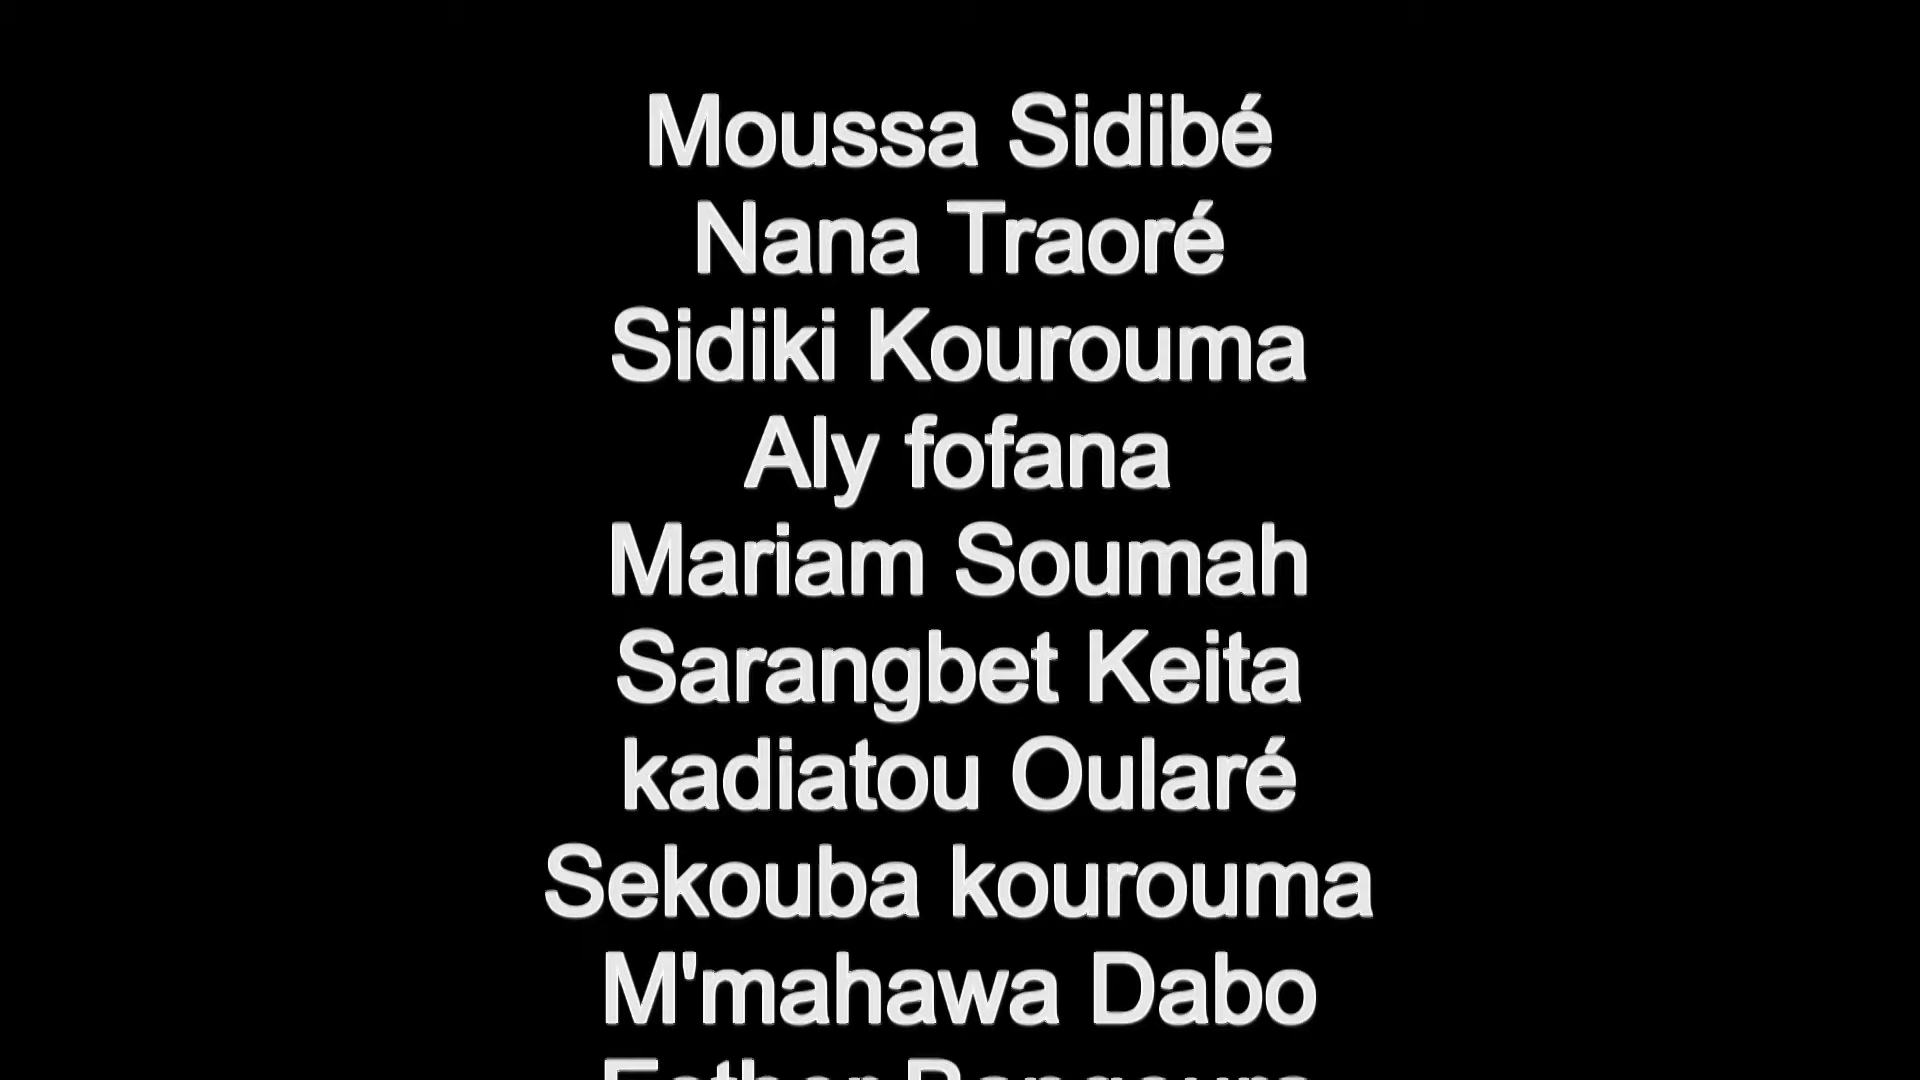 Moussa Sidibé
Nana Traoré
Sidiki Kourouma
Aly fofana
Mariam Soumah
Sarangbet Keita
kadiatou Oularé
Sekouba kourouma
M'mahawa Dabo